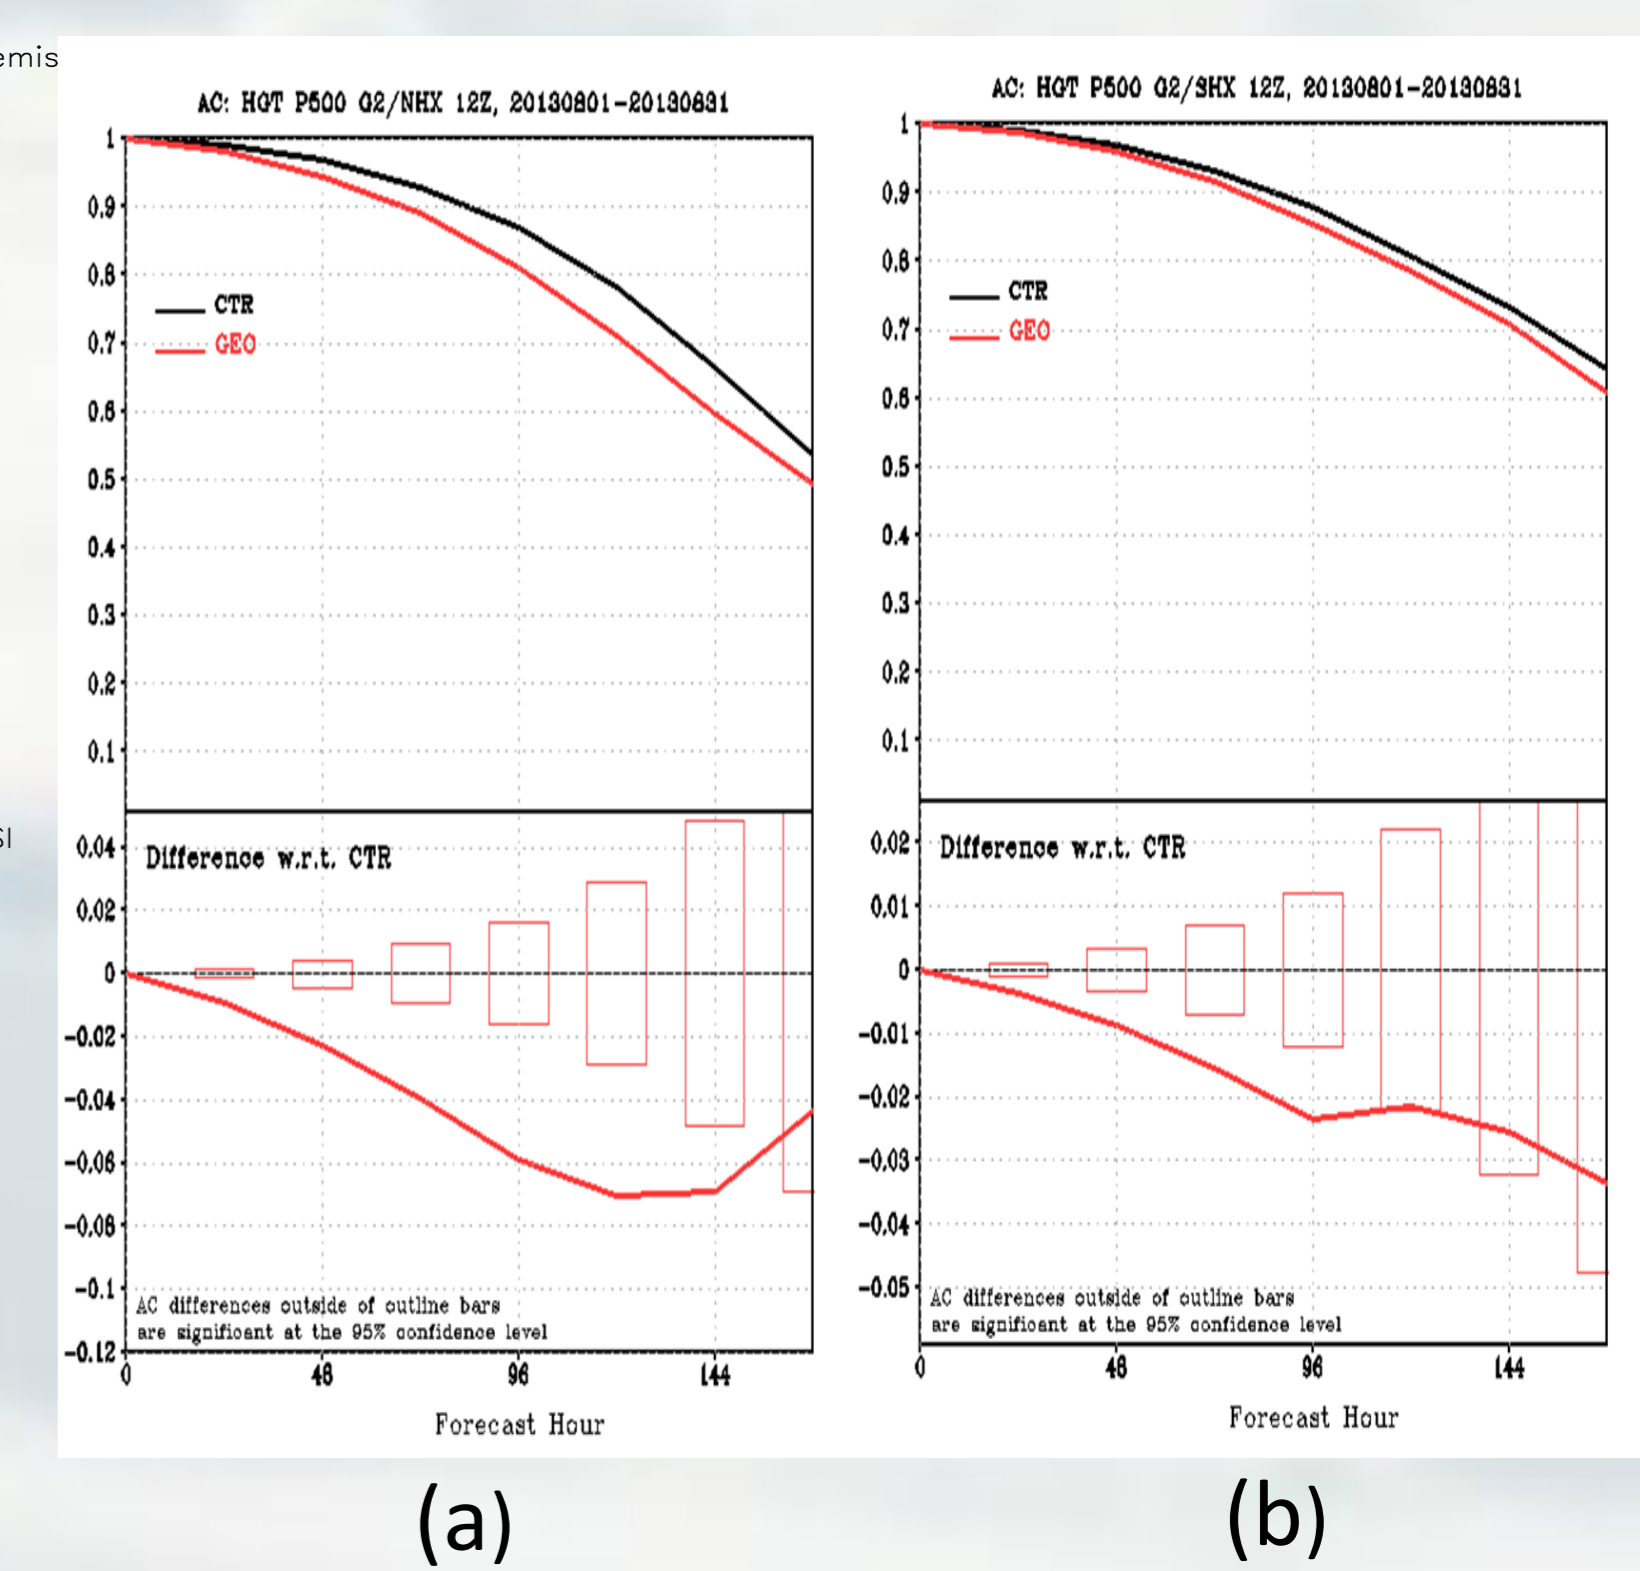 emis
SI
AC: HGT P500 G2/NHX 12Z, 20130801-20130831
1
0.9
0.8
0.7
0.6
0.5
0.4
0.3
0.2
0.1
CTR
GEO
0.04
0.02
0
-0.02
-0.04
-0.06
-0.08
-0.1
-0.12
Difference w.r.t. CTR
AC differences outside of outline bars
are significant at the 95% confidence level
0 48 96 144
Forecast Hour
(a)
AC: HGT P500 G2/SHX 12Z, 20130801-20130831
1
0.9
0.8
0.7
0.6
0.5
0.4
0.3
0.2
0.1
CTR
GEO
0.02
0.01
0
-0.01
-0.02
-0.03
-0.04
-0.05
Difference w.r.t. CTR
AC differences outside of outline bars
are significant at the 95% confidence level
0 48 96 144
Forecast Hour
(b)